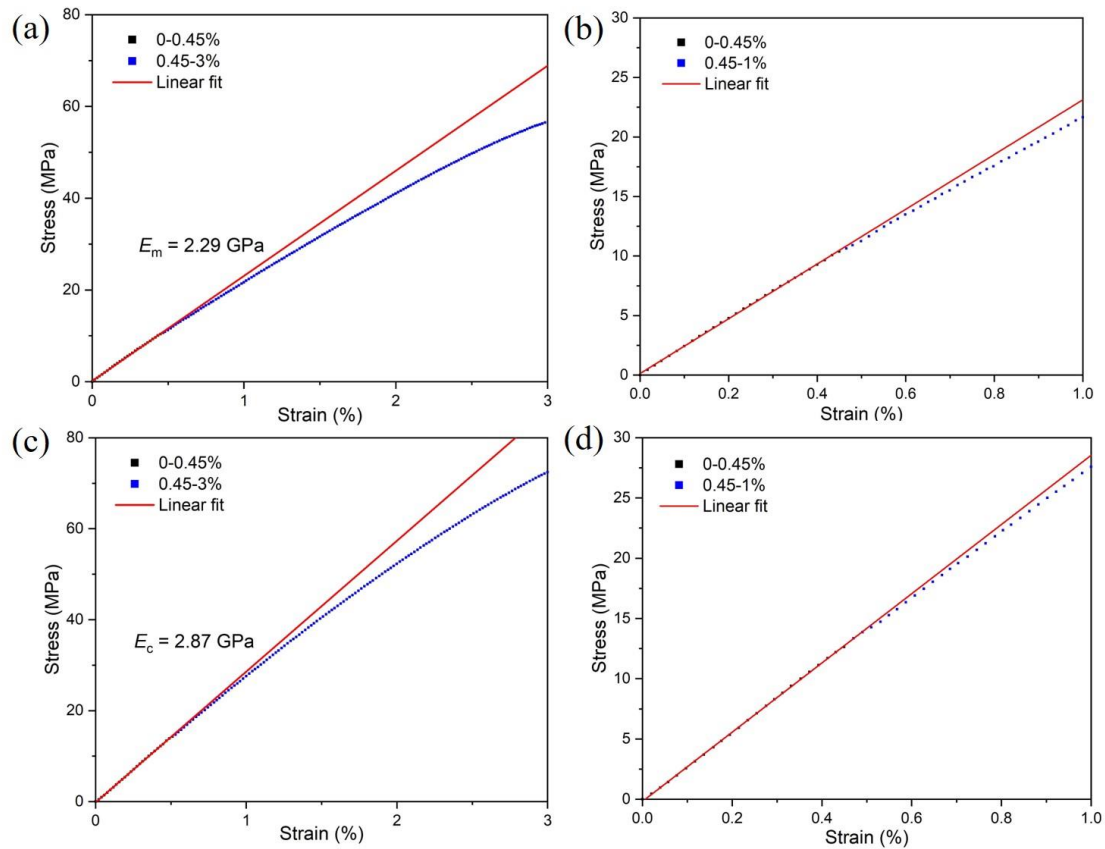 (a)
80
60
40
20
0
Stress (MPa)
0-0.45%
0.45-3%
Linear fit
E_m = 2.29 GPa
0 1 2 3
Strain (%)
(b)
30
25
20
15
10
5
0
Stress (MPa)
0-0.45%
0.45-1%
Linear fit
0.0 0.2 0.4 0.6 0.8 1.0
Strain (%)
(c)
80
60
40
20
0
Stress (MPa)
0-0.45%
0.45-3%
Linear fit
E_c = 2.87 GPa
0 1 2 3
Strain (%)
(d)
30
25
20
15
10
5
0
Stress (MPa)
0-0.45%
0.45-1%
Linear fit
0.0 0.2 0.4 0.6 0.8 1.0
Strain (%)